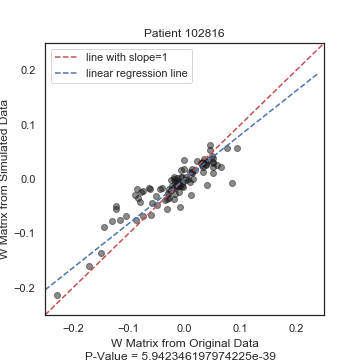 Patient 102816
line with slope=1
linear regression line
W Matrix from Simulated Data
0.2
0.1
0.0
−0.1
−0.2
−0.2
−0.1
0.0
0.1
0.2
W Matrix from Original Data
P-Value = 5.942346197974225e-39